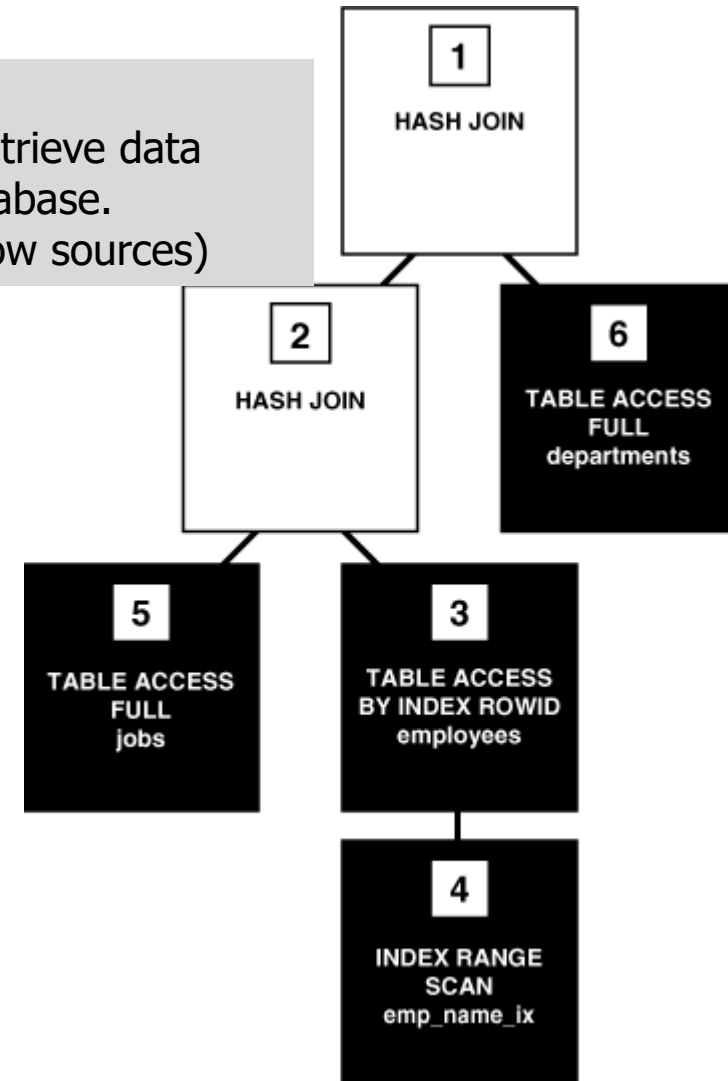 trieve data
abase.
ow sources)
1
HASH JOIN
2
HASH JOIN
6
TABLE ACCESS
FULL
departments
5
TABLE ACCESS
FULL
jobs
3
TABLE ACCESS
BY INDEX ROWID
employees
4
INDEX RANGE
SCAN
emp_name_ix